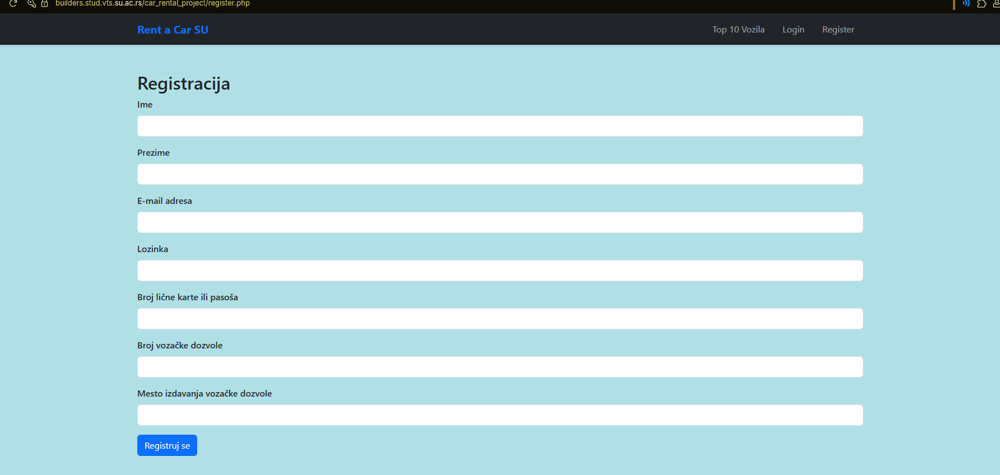 builders.stud.vts.su.ac.rs/car_rental_project/register.php
Rent a Car SU
Top 10 Vozila
Login
Register
Registracija
Ime
Prezime
E-mail adresa
Lozinka
Broj lične karte ili pasoša
Broj vozačke dozvole
Mesto izdavanja vozačke dozvole
Registruj se